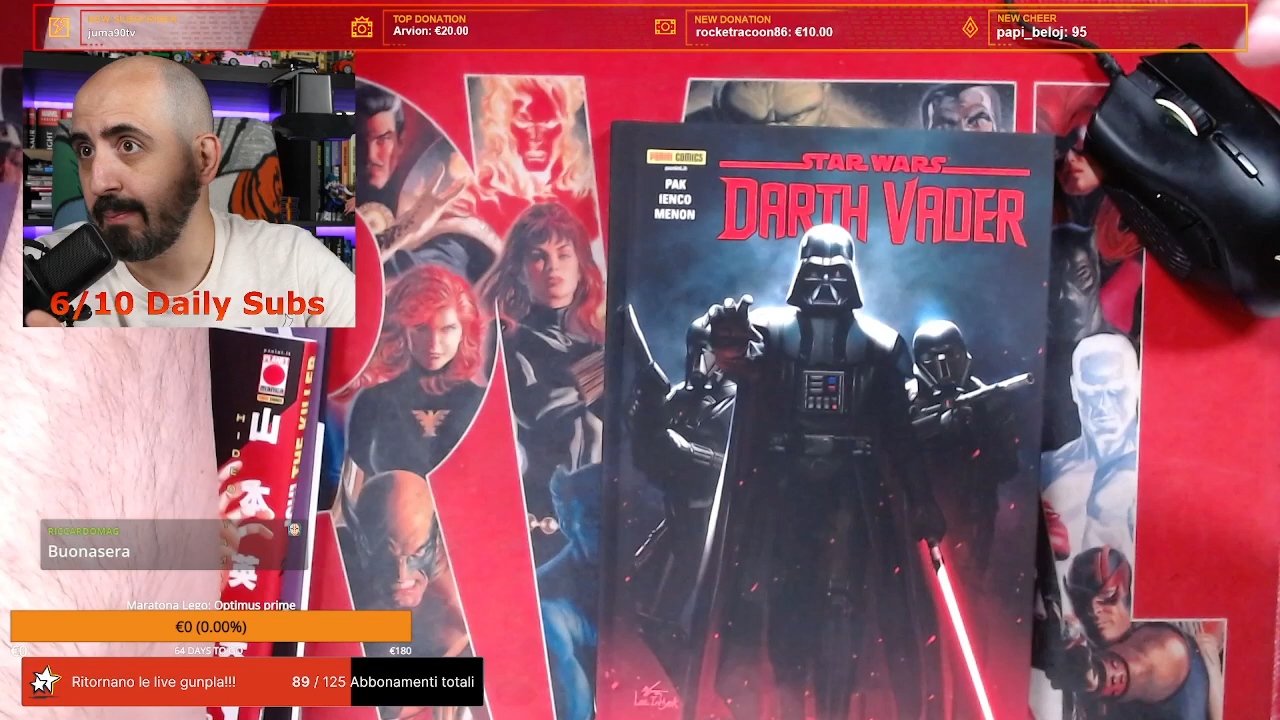 NEW SUBSCRIBER
juma90tv
TOP DONATION
Arvion: €20.00
NEW DONATION
rocketracoon86: €10.00
NEW CHEER
papi_beloj: 95
6/10 Daily Subs
PANINI COMICS
PAK
IENCO
MENON
STAR WARS
DARTH VADER
RICCARDOMAG
Buonasera
Maratona Lego: Optimus prime
€0 (0.00%)
€0
64 DAYS TO GO
€180
Ritornano le live gunpla!!!
89 / 125 Abbonamenti totali